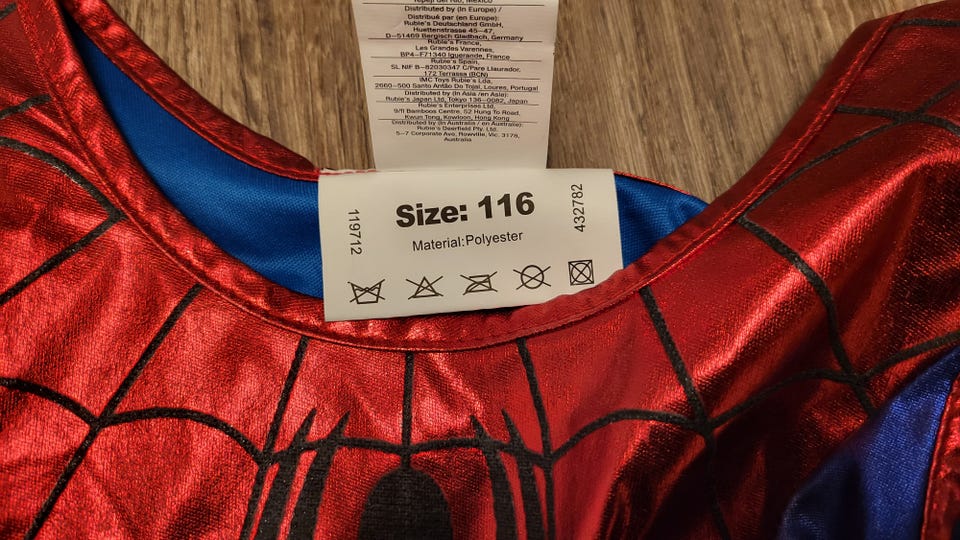 Tepeji del Río, México
Distributed by (In Europe) /
Distribué par (en Europe):
Rubie's Deutschland GmbH,
Huettenstrasse 45-47,
D-51469 Bergisch Gladbach, Germany
Rubie's France,
Les Grandes Varennes,
BP4-F71340 Iguerande, France
Rubie's Spain,
SL NIF B-82030347 C/Pare Llaurador,
172 Terrassa (BCN)
IMC Toys Rubie's Lda,
2660-500 Santo Antão Do Tojal, Loures, Portugal
Distributed by (In Asia /en Asie):
Rubie's Japan Ltd, Tokyo 136-0082, Japan
Rubie's Enterprises Ltd,
9/fl Bamboos Centre, 52 Hung To Road,
Kwun Tong, Kowloon, Hong Kong
Distributed by (In Australia / en Australie):
Rubie's Deerfield Pty. Ltd,
5-7 Corporate Ave, Rowville, Vic. 3178,
Australia
119712
Size: 116
432782
Material:Polyester